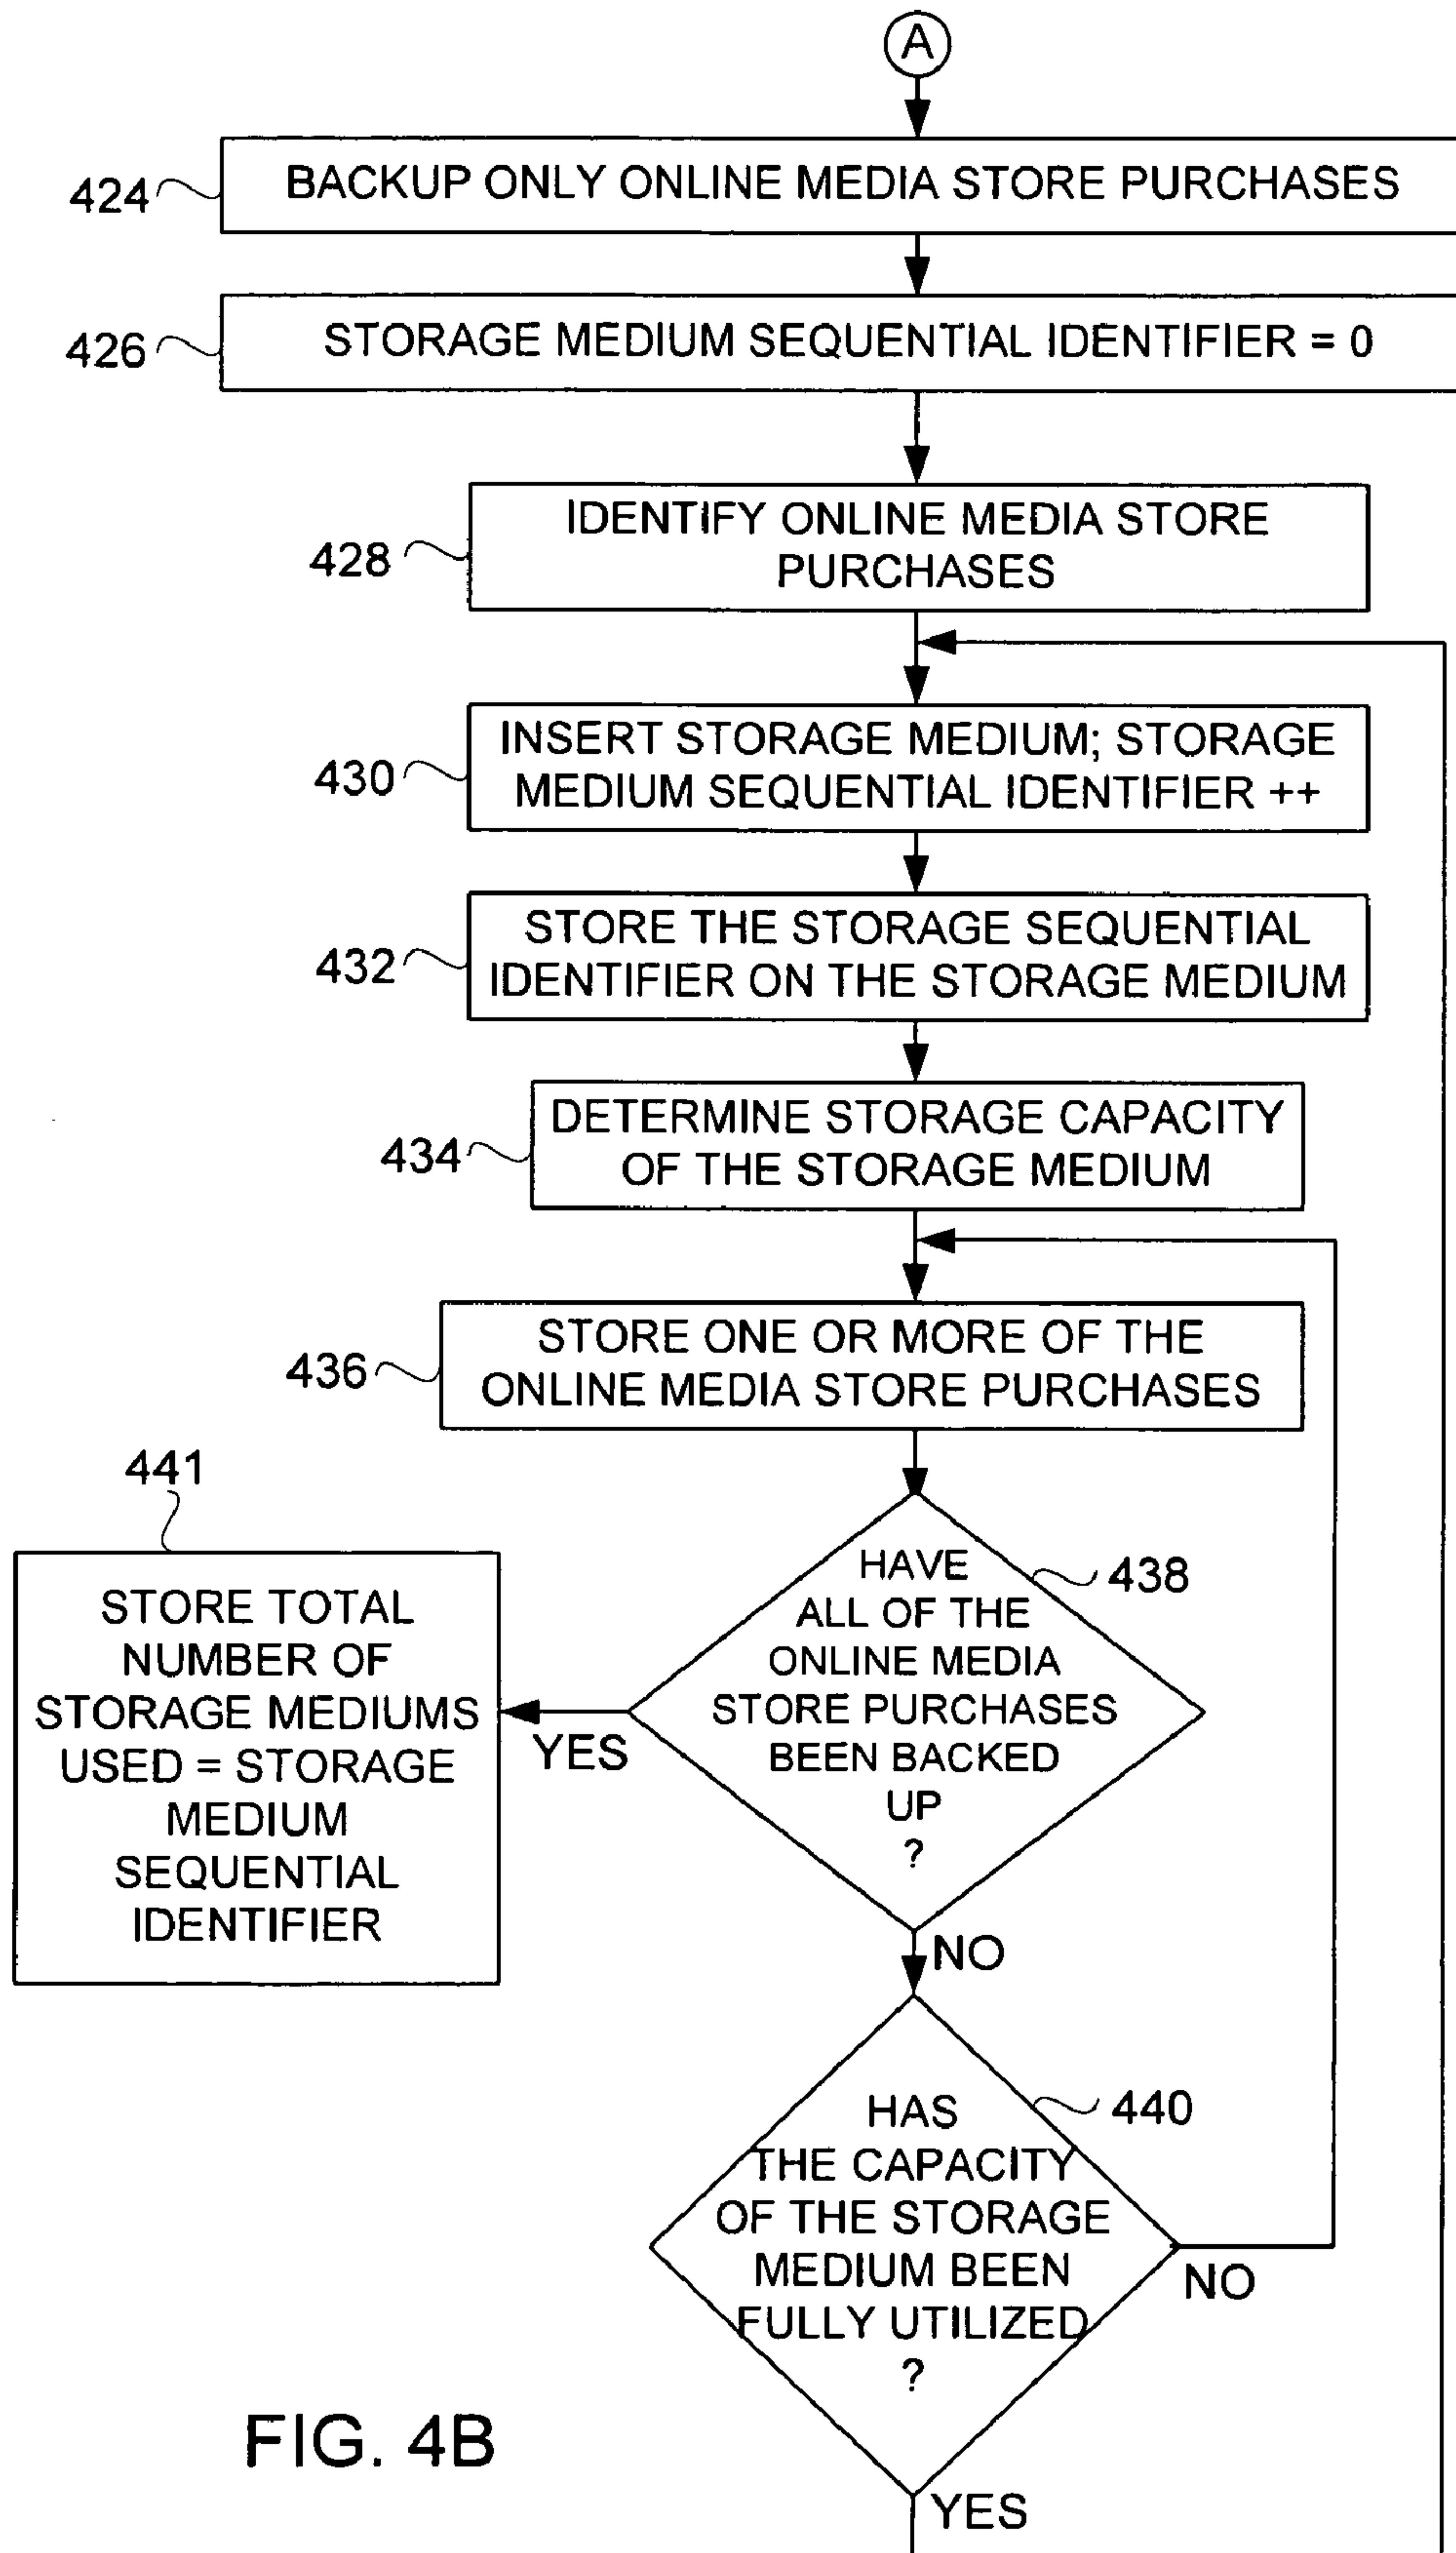 A
424
BACKUP ONLY ONLINE MEDIA STORE PURCHASES
426
STORAGE MEDIUM SEQUENTIAL IDENTIFIER = 0
428
IDENTIFY ONLINE MEDIA STORE
PURCHASES
430
INSERT STORAGE MEDIUM; STORAGE
MEDIUM SEQUENTIAL IDENTIFIER ++
432
STORE THE STORAGE SEQUENTIAL
IDENTIFIER ON THE STORAGE MEDIUM
434
DETERMINE STORAGE CAPACITY
OF THE STORAGE MEDIUM
436
STORE ONE OR MORE OF THE
ONLINE MEDIA STORE PURCHASES
441
STORE TOTAL
NUMBER OF
STORAGE MEDIUMS
USED = STORAGE
MEDIUM
SEQUENTIAL
IDENTIFIER
YES
438
HAVE
ALL OF THE
ONLINE MEDIA
STORE PURCHASES
BEEN BACKED
UP
?
NO
440
HAS
THE CAPACITY
OF THE STORAGE
MEDIUM BEEN
FULLY UTILIZED
?
NO
YES
FIG. 4B